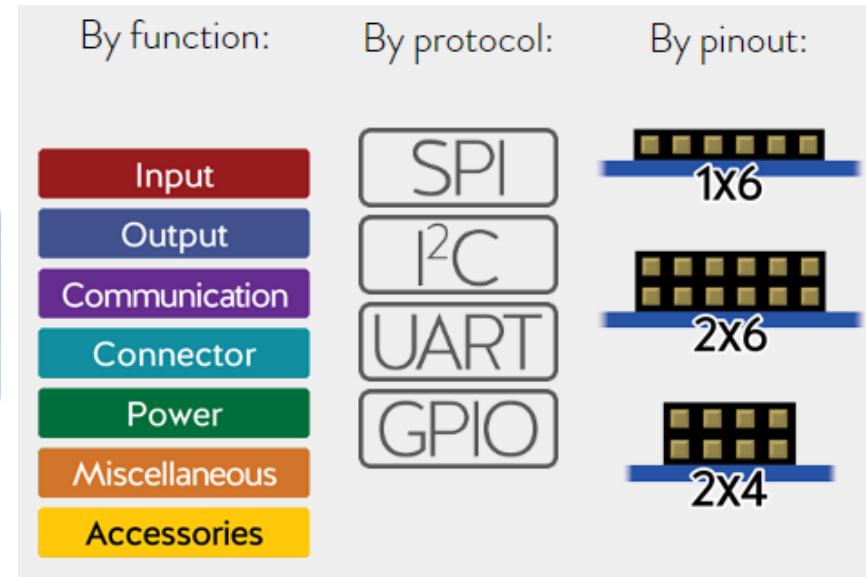 By function:
Input
Output
Communication
Connector
Power
Miscellaneous
Accessories
By protocol:
SPI
I²C
UART
GPIO
By pinout:
1X6
2X6
2X4